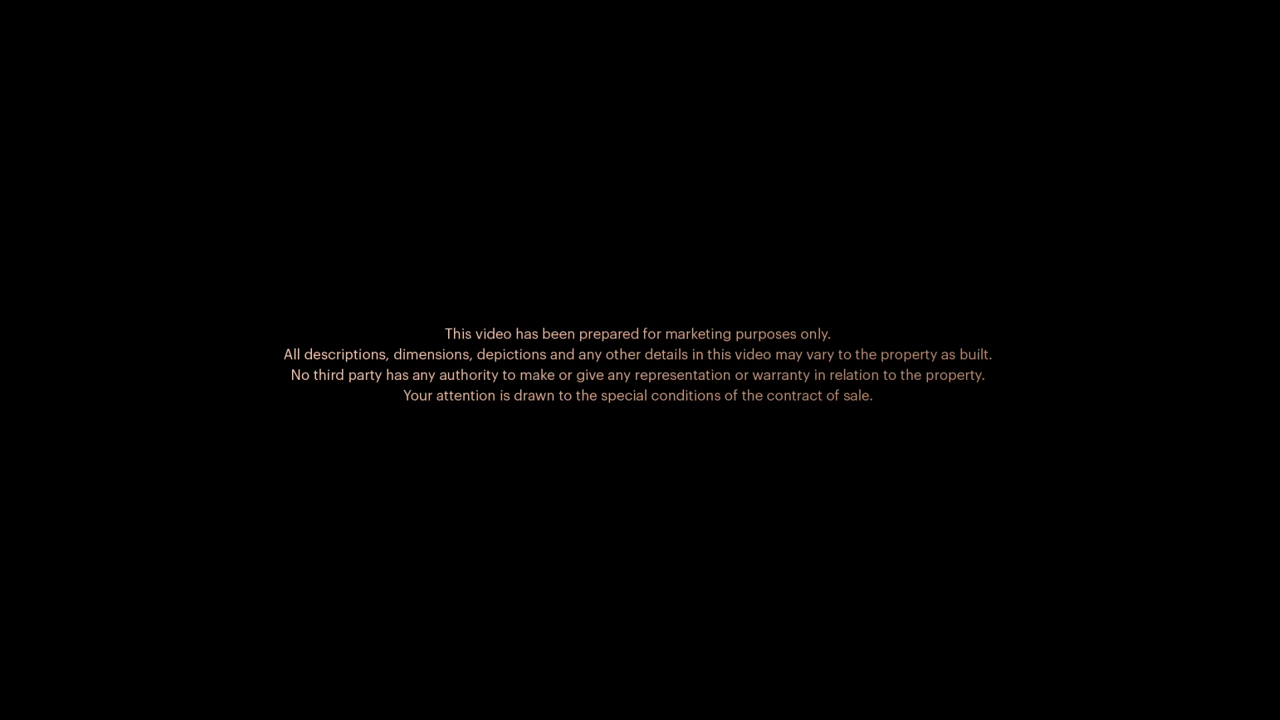 This video has been prepared for marketing purposes only.
All descriptions, dimensions, depictions and any other details in this video may vary to the property as built.
No third party has any authority to make or give any representation or warranty in relation to the property.
Your attention is drawn to the special conditions of the contract of sale.